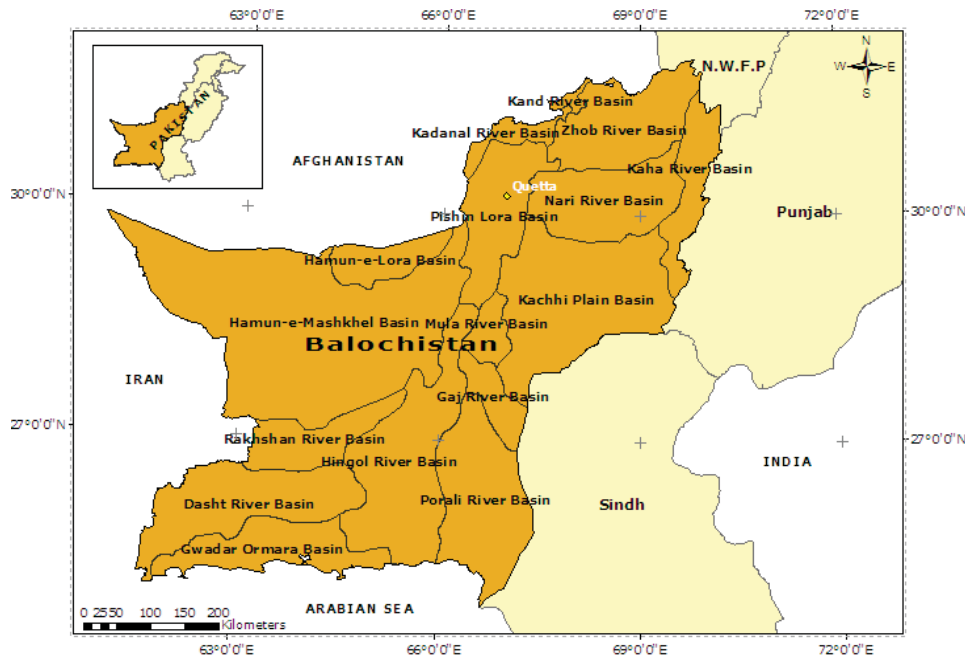 63°0'0"E 66°0'0"E 69°0'0"E 72°0'0"E
N
W E
S
N.W.F.P
PAKISTAN
Kand River Basin
Kadanal River Basin
Zhob River Basin
AFGHANISTAN
Kaha River Basin
Quetta
30°0'0"N
30°0'0"N
Nari River Basin
Punjab
Pishin Lora Basin
Hamun-e-Lora Basin
Kachhi Plain Basin
Hamun-e-Mashkhel Basin
Mula River Basin
Balochistan
IRAN
Gaj River Basin
27°0'0"N
27°0'0"N
Rakhshan River Basin
Hingol River Basin
INDIA
Dasht River Basin
Porali River Basin
Sindh
Gwadar Ormara Basin
ARABIAN SEA
0 25 50 100 150 200
Kilometers
63°0'0"E 66°0'0"E 69°0'0"E 72°0'0"E